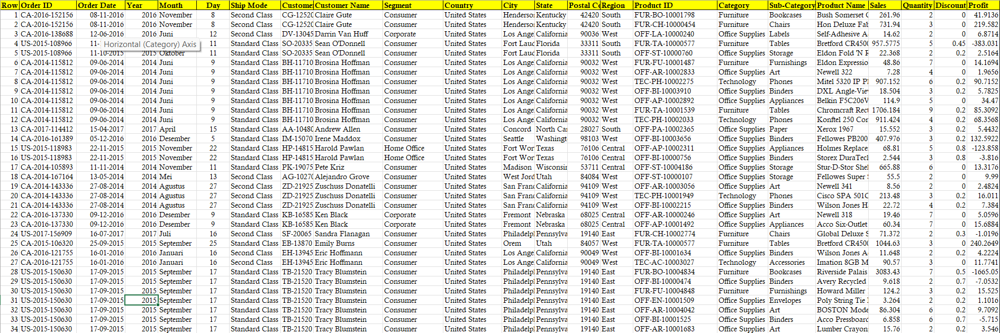 Row Order ID Order Date Year Month Day Ship Mode Customer Customer Name Segment Country City State Postal Co Region Product ID Category Sub-Category Product Name Sales Quantity Discount Profit
1 CA-2016-152156 08-11-2016 2016 November 8 Second Class CG-12520 Claire Gute Consumer United States Henderso Kentucky 42420 South FUR-BO-10001798 Furniture Bookcases Bush Somerset C 261.96 2 0 41.9136
2 CA-2016-152156 08-11-2016 2016 November 8 Second Class CG-12520 Claire Gute Consumer United States Henderso Kentucky 42420 South FUR-CH-10000454 Furniture Chairs Hon Deluxe Fab 731.94 3 0 219.582
3 CA-2016-138688 12-06-2016 2016 Juni 12 Second Class DV-13045 Darrin Van Huff Corporate United States Los Ange California 90036 West OFF-LA-10000240 Office Supplies Labels Self-Adhesive A 14.62 2 0 6.8714
4 US-2015-108966 11- Horizontal (Category) Axis 11 Standard Class SO-20335 Sean O'Donnell Consumer United States Fort Laud Florida 33311 South FUR-TA-10000577 Furniture Tables Bretford CR4500 957.5775 5 0.45 -383.031
5 US-2015-108966 11-10-2015 2015 Oktober 11 Standard Class SO-20335 Sean O'Donnell Consumer United States Fort Laud Florida 33311 South OFF-ST-10000760 Office Supplies Storage Eldon Fold 'N R 22.368 2 0.2 2.5164
6 CA-2014-115812 09-06-2014 2014 Juni 9 Standard Class BH-11710 Brosina Hoffman Consumer United States Los Ange California 90032 West FUR-FU-10001487 Furniture Furnishings Eldon Expressio 48.86 7 0 14.1694
7 CA-2014-115812 09-06-2014 2014 Juni 9 Standard Class BH-11710 Brosina Hoffman Consumer United States Los Ange California 90032 West OFF-AR-10002833 Office Supplies Art Newell 322 7.28 4 0 1.9656
8 CA-2014-115812 09-06-2014 2014 Juni 9 Standard Class BH-11710 Brosina Hoffman Consumer United States Los Ange California 90032 West TEC-PH-10002275 Technology Phones Mitel 5320 IP Pl 907.152 6 0.2 90.7152
9 CA-2014-115812 09-06-2014 2014 Juni 9 Standard Class BH-11710 Brosina Hoffman Consumer United States Los Ange California 90032 West OFF-BI-10003910 Office Supplies Binders DXL Angle-Vie 18.504 3 0.2 5.7825
10 CA-2014-115812 09-06-2014 2014 Juni 9 Standard Class BH-11710 Brosina Hoffman Consumer United States Los Ange California 90032 West OFF-AP-10002892 Office Supplies Appliances Belkin F5C206V 114.9 5 0 34.47
11 CA-2014-115812 09-06-2014 2014 Juni 9 Standard Class BH-11710 Brosina Hoffman Consumer United States Los Ange California 90032 West FUR-TA-10001539 Furniture Tables Chromcraft Rect 1706.184 9 0.2 85.3092
12 CA-2014-115812 09-06-2014 2014 Juni 9 Standard Class BH-11710 Brosina Hoffman Consumer United States Los Ange California 90032 West TEC-PH-10002033 Technology Phones Konftel 250 Con 911.424 4 0.2 68.3568
13 CA-2017-114412 15-04-2017 2017 April 15 Standard Class AA-10480 Andrew Allen Consumer United States Concord North Ca 28027 South OFF-PA-10002365 Office Supplies Paper Xerox 1967 15.552 3 0.2 5.4432
14 CA-2016-161389 05-12-2016 2016 Desember 5 Standard Class IM-15070 Irene Maddox Consumer United States Seattle Washingt 98103 West OFF-BI-10003656 Office Supplies Binders Fellowes PB200 407.976 3 0.2 132.5922
15 US-2015-118983 22-11-2015 2015 November 22 Standard Class HP-14815 Harold Pawlan Home Office United States Fort Wor Texas 76106 Central OFF-AP-10002311 Office Supplies Appliances Holmes Replace 68.81 5 0.8 -123.858
16 US-2015-118983 22-11-2015 2015 November 22 Standard Class HP-14815 Harold Pawlan Home Office United States Fort Wor Texas 76106 Central OFF-BI-10000756 Office Supplies Binders Storex DuraTecl 2.544 3 0.8 -3.816
17 CA-2014-105893 11-11-2014 2014 November 11 Standard Class PK-19075 Pete Kriz Consumer United States Madison Wisconsin 53711 Central OFF-ST-10004186 Office Supplies Storage Stur-D-Stor Shel 665.88 6 0 13.3176
18 CA-2014-167164 13-05-2014 2014 Mei 13 Second Class AG-10270 Alejandro Grove Consumer United States West Jord Utah 84084 West OFF-ST-10000107 Office Supplies Storage Fellowes Super S 55.5 2 0 9.99
19 CA-2014-143336 27-08-2014 2014 Agustus 27 Second Class ZD-21925 Zuschuss Donatelli Consumer United States San Franc California 94109 West OFF-AR-10003056 Office Supplies Art Newell 341 8.56 2 0 2.4824
20 CA-2014-143336 27-08-2014 2014 Agustus 27 Second Class ZD-21925 Zuschuss Donatelli Consumer United States San Franc California 94109 West TEC-PH-10001949 Technology Phones Cisco SPA 501G 213.48 3 0.2 16.011
21 CA-2014-143336 27-08-2014 2014 Agustus 27 Second Class ZD-21925 Zuschuss Donatelli Consumer United States San Franc California 94109 West OFF-BI-10002215 Office Supplies Binders Wilson Jones H 22.72 4 0.2 7.384
22 CA-2016-137330 09-12-2016 2016 Desember 9 Standard Class KB-16585 Ken Black Corporate United States Fremont Nebraska 68025 Central OFF-AR-10000246 Office Supplies Art Newell 318 19.46 7 0 5.0596
23 CA-2016-137330 09-12-2016 2016 Desember 9 Standard Class KB-16585 Ken Black Corporate United States Fremont Nebraska 68025 Central OFF-AP-10001492 Office Supplies Appliances Acco Six-Outlet 60.34 7 0 15.6884
24 US-2017-156909 16-07-2017 2017 Juli 16 Second Class SF-20065 Sandra Flanagan Consumer United States Philadelpl Pennsylva 19140 East FUR-CH-10002774 Furniture Chairs Global Deluxe S 71.372 2 0.3 -1.0196
25 CA-2015-106320 25-09-2015 2015 September 25 Standard Class EB-13870 Emily Burns Consumer United States Orem Utah 84057 West FUR-TA-10000577 Furniture Tables Bretford CR4500 1044.63 3 0 240.2649
26 CA-2016-121755 16-01-2016 2016 Januari 16 Second Class EH-13945 Eric Hoffmann Consumer United States Los Ange California 90049 West OFF-BI-10001634 Office Supplies Binders Wilson Jones A 11.648 2 0.2 4.2224
27 CA-2016-121755 16-01-2016 2016 Januari 16 Second Class EH-13945 Eric Hoffmann Consumer United States Los Ange California 90049 West TEC-AC-10003027 Technology Accessories Imation 8GB M 90.57 3 0 11.7741
28 US-2015-150630 17-09-2015 2015 September 17 Standard Class TB-21520 Tracy Blumstein Consumer United States Philadelpl Pennsylva 19140 East FUR-BO-10004834 Furniture Bookcases Riverside Palais 3083.43 7 0.5 -1665.05
29 US-2015-150630 17-09-2015 2015 September 17 Standard Class TB-21520 Tracy Blumstein Consumer United States Philadelpl Pennsylva 19140 East OFF-BI-10000474 Office Supplies Binders Avery Recycled 9.618 2 0.7 -7.0532
30 US-2015-150630 17-09-2015 2015 September 17 Standard Class TB-21520 Tracy Blumstein Consumer United States Philadelpl Pennsylva 19140 East FUR-FU-10004848 Furniture Furnishings Howard Miller 124.2 3 0.2 15.525
31 US-2015-150630 17-09-2015 2015 September 17 Standard Class TB-21520 Tracy Blumstein Consumer United States Philadelpl Pennsylva 19140 East OFF-EN-10001509 Office Supplies Envelopes Poly String Tie 3.264 2 0.2 1.1016
32 US-2015-150630 17-09-2015 2015 September 17 Standard Class TB-21520 Tracy Blumstein Consumer United States Philadelpl Pennsylva 19140 East OFF-AR-10004042 Office Supplies Art BOSTON Mode 86.304 6 0.2 9.7092
33 US-2015-150630 17-09-2015 2015 September 17 Standard Class TB-21520 Tracy Blumstein Consumer United States Philadelpl Pennsylva 19140 East OFF-BI-10001525 Office Supplies Binders Acco Pressboard 6.858 6 0.7 -5.715
34 US-2015-150630 17-09-2015 2015 September 17 Standard Class TB-21520 Tracy Blumstein Consumer United States Philadelpl Pennsylva 19140 East OFF-AR-10001683 Office Supplies Art Lumber Crayon 15.76 2 0.2 3.546